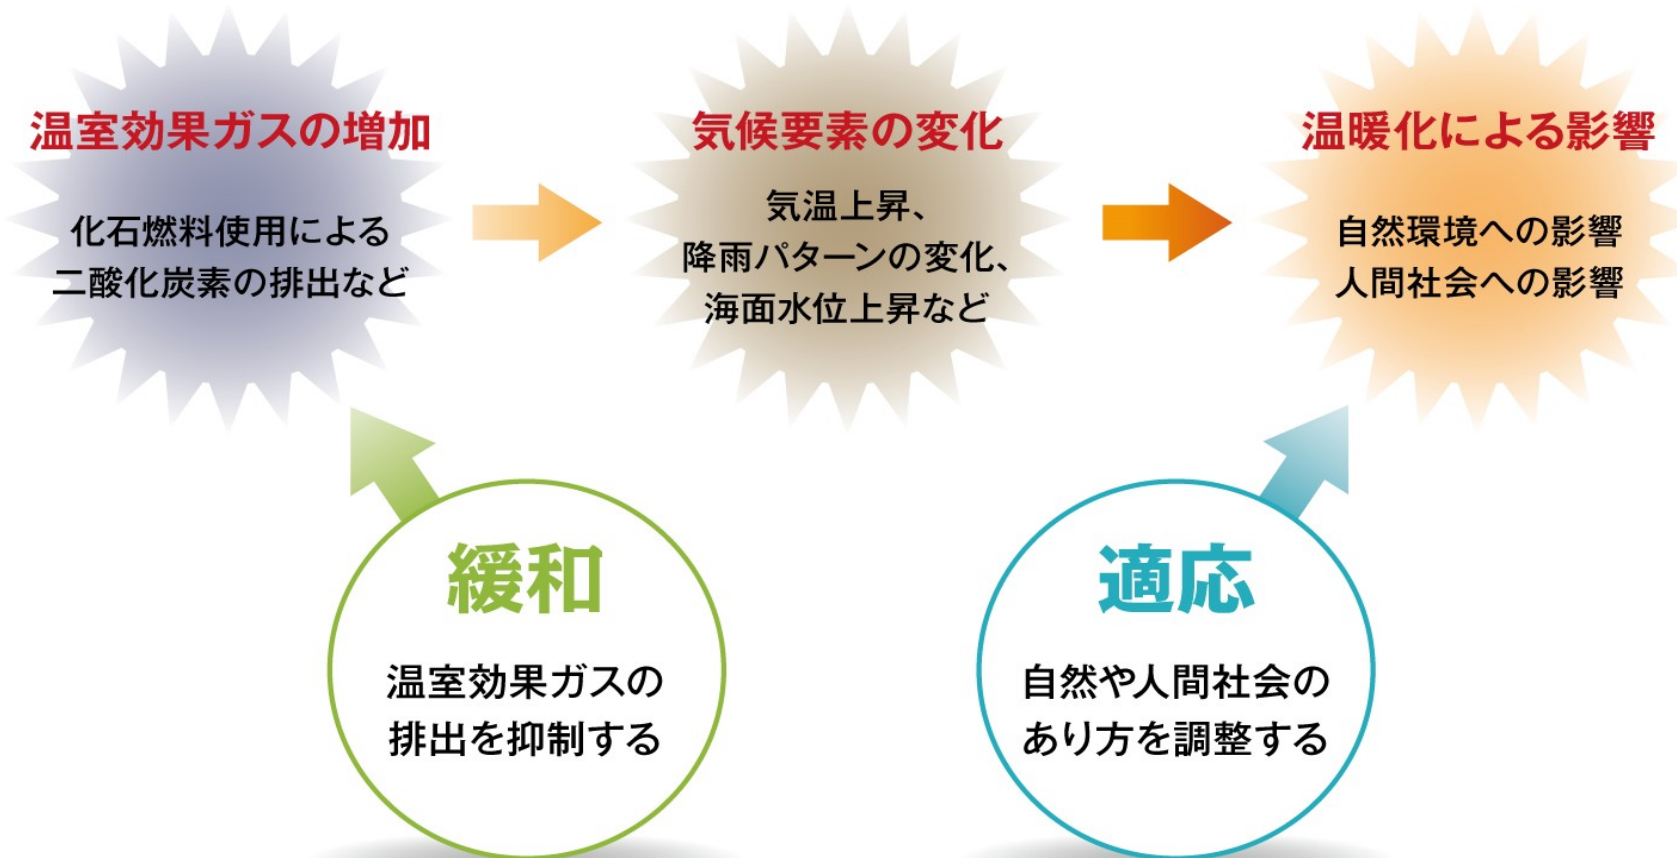 温室効果ガスの増加
化石燃料使用による
二酸化炭素の排出など
気候要素の変化
気温上昇、
降雨パターンの変化、
海面水位上昇など
温暖化による影響
自然環境への影響
人間社会への影響
緩和
温室効果ガスの
排出を抑制する
適応
自然や人間社会の
あり方を調整する